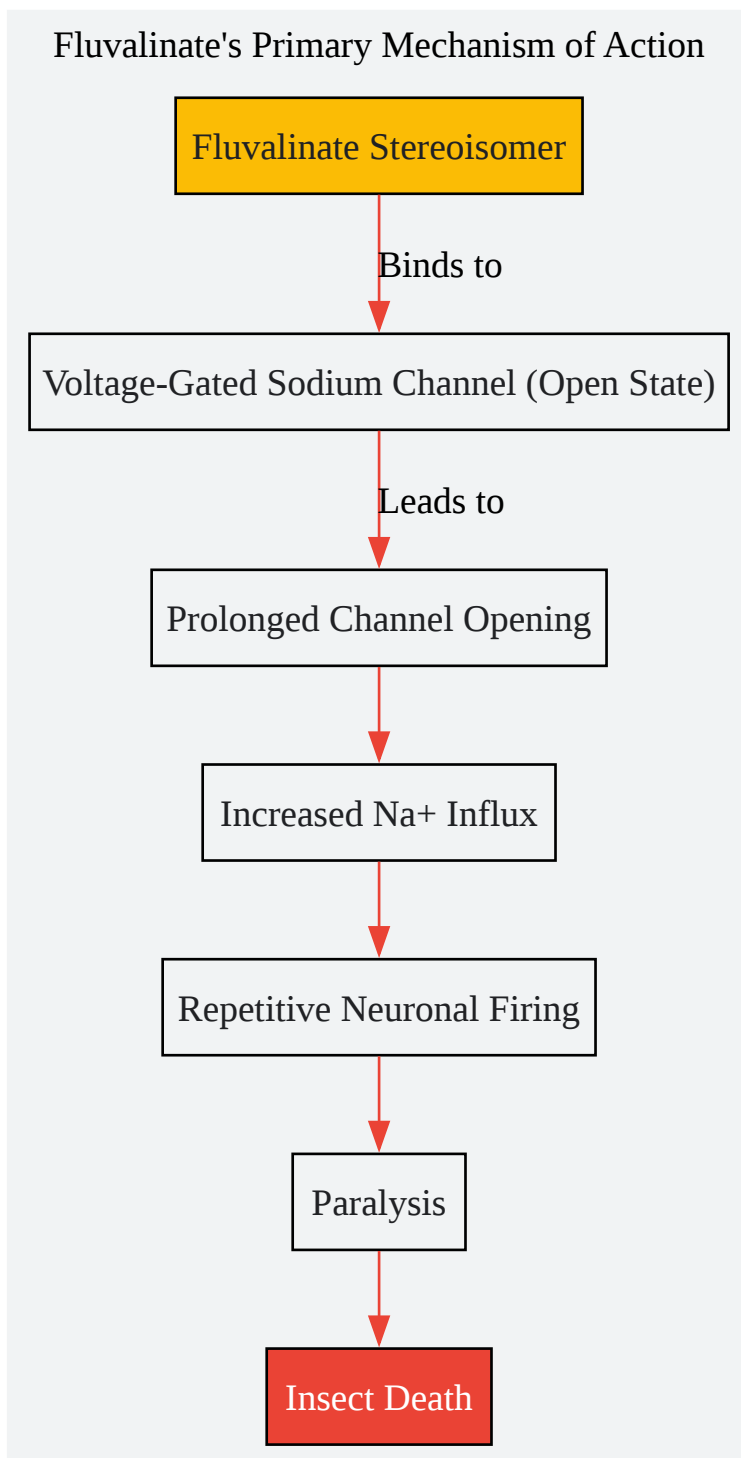 Fluvalinate's Primary Mechanism of Action
Fluvalinate Stereoisomer
Binds to
Voltage-Gated Sodium Channel (Open State)
Leads to
Prolonged Channel Opening
Increased Na+ Influx
Repetitive Neuronal Firing
Paralysis
Insect Death